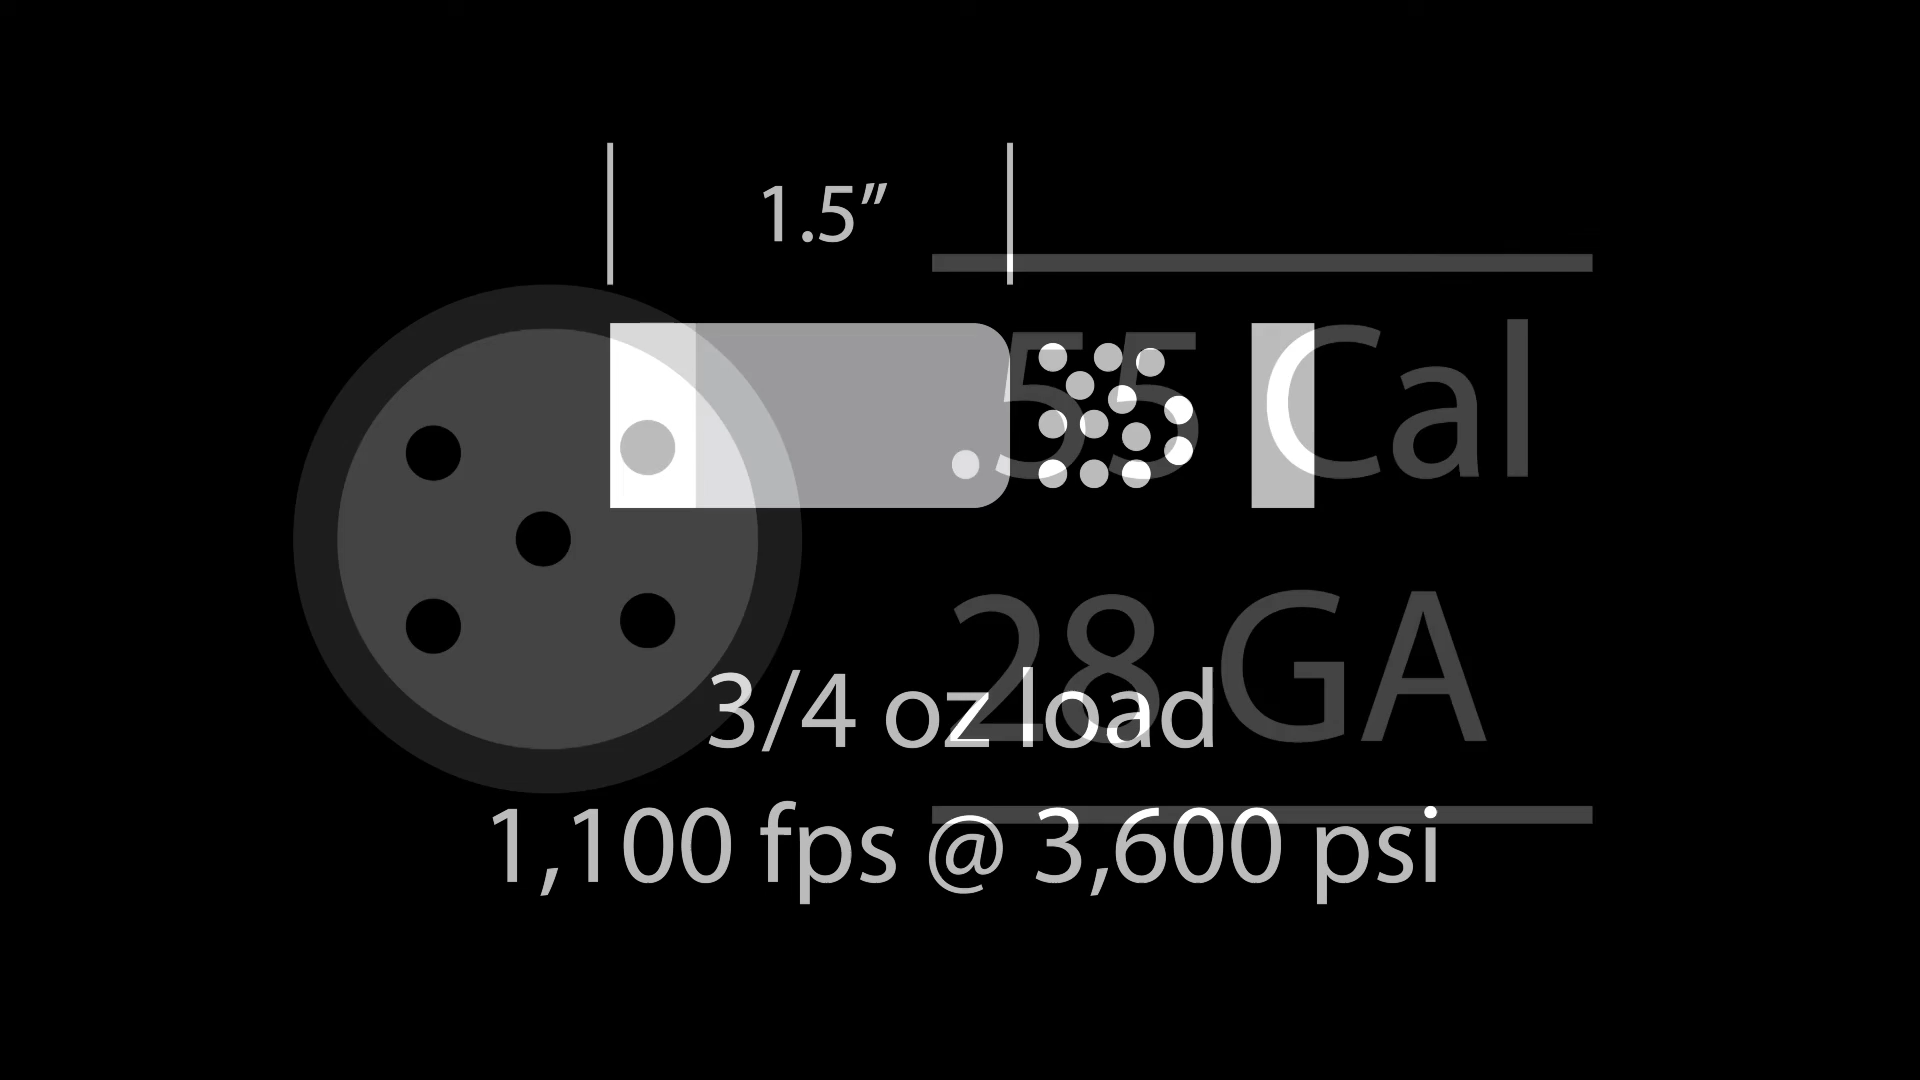 1.5”
.55 Cal
28 GA
3/4 oz load
1,100 fps @ 3,600 psi